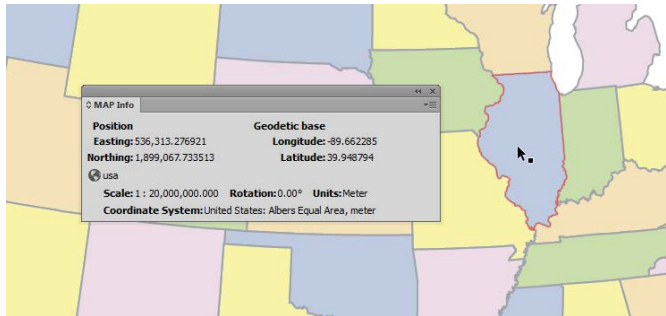 MAP Info
Position Geodetic base
Easting: 536,313.276921 Longitude: -89.662285
Northing: 1,899,067.733513 Latitude: 39.948794
usa
Scale: 1 : 20,000,000.000 Rotation: 0.00° Units: Meter
Coordinate System: United States: Albers Equal Area, meter